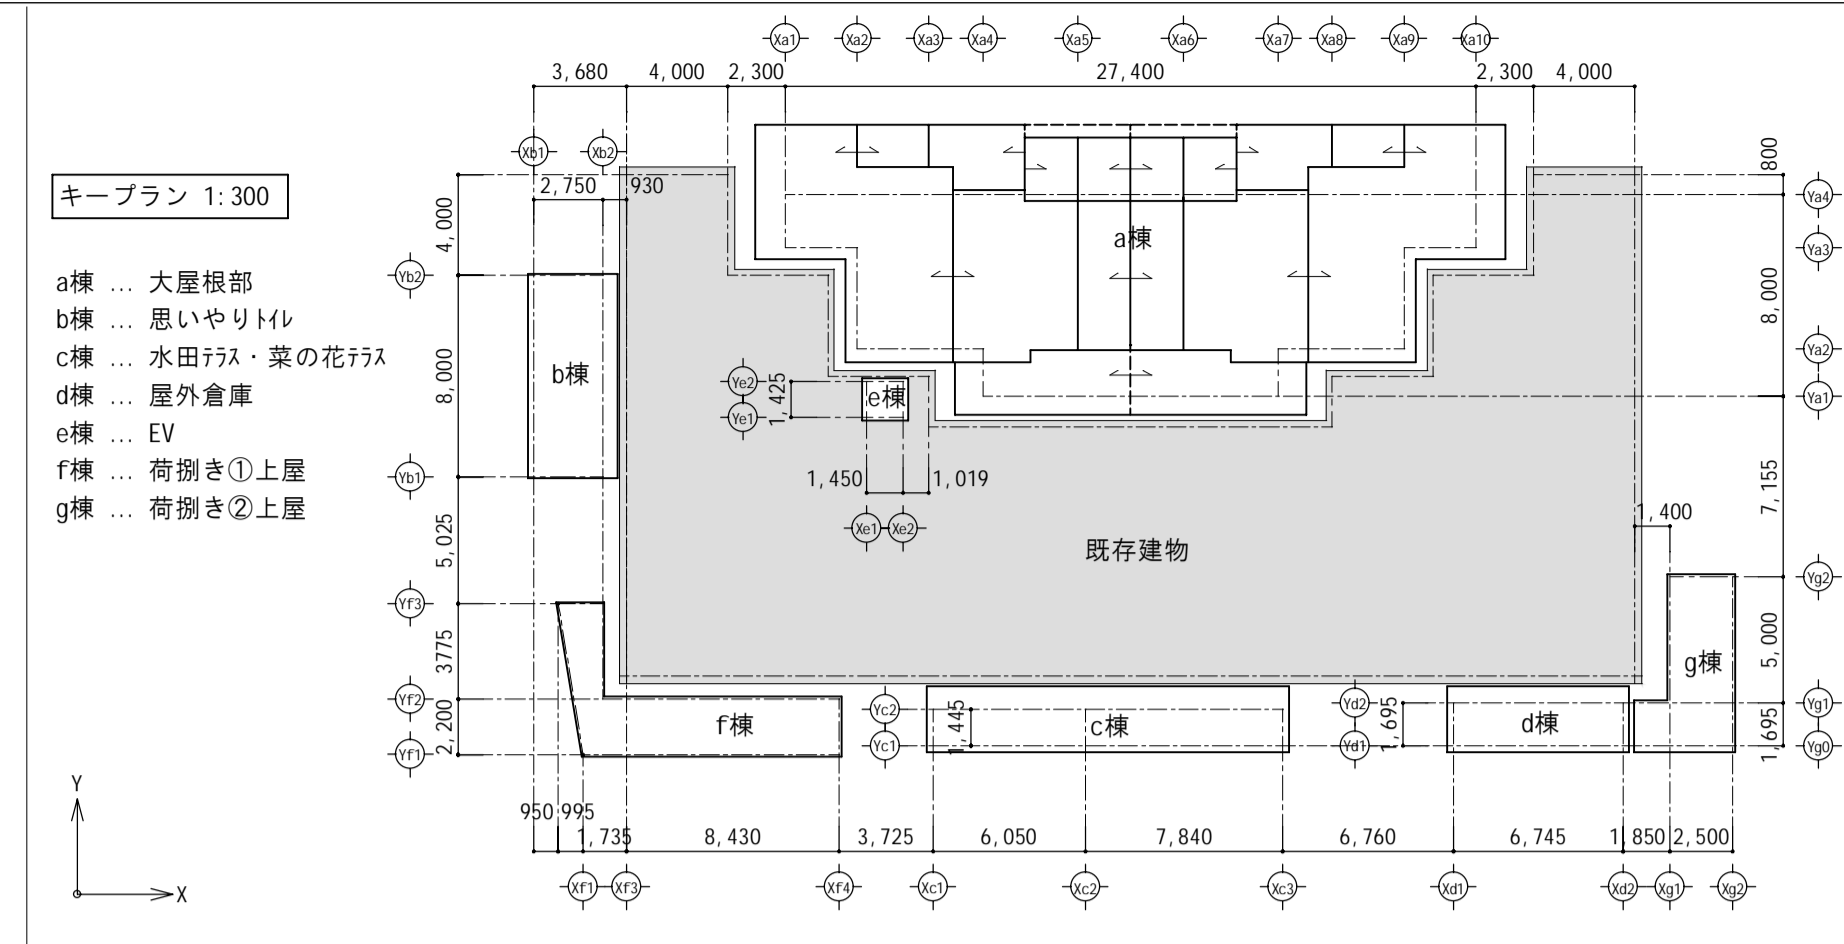 Xa1 Xa2 Xa3 Xa4 Xa5 Xa6 Xa7 Xa8 Xa9 Xa10
3,680 4,000 2,300 27,400 2,300 4,000
Xb1 Xb2
800
キープラン 1:300
2,750 930
Ya4
4,000
a棟
Ya3
a棟 ... 大屋根部
Yb2
b棟 ... 思いやりトイレ
8,000
c棟 ... 水田テラス・菜の花テラス
Ya2
8,000
b棟
Ye2
1,425
e棟
Ya1
d棟 ... 屋外倉庫
Ye1
e棟 ... EV
f棟 ... 荷捌き①上屋
Yb1
1,450 1,019
7,155
g棟 ... 荷捌き②上屋
1,400
5,025
Xe1 Xe2
既存建物
Yg2
Yf3
3775
5,000
g棟
Yf2
Yc2
Yd2
Yg1
2,200
f棟
1,445
c棟
1,695
d棟
1,695
Yf1
Yc1
Yd1
Yg0
Y
950 995
1,735 8,430 3,725 6,050 7,840 6,760 6,745 1,850 2,500
X
Xf1 Xf3 Xf4 Xc1 Xc2 Xc3 Xd1 Xd2 Xg1 Xg2